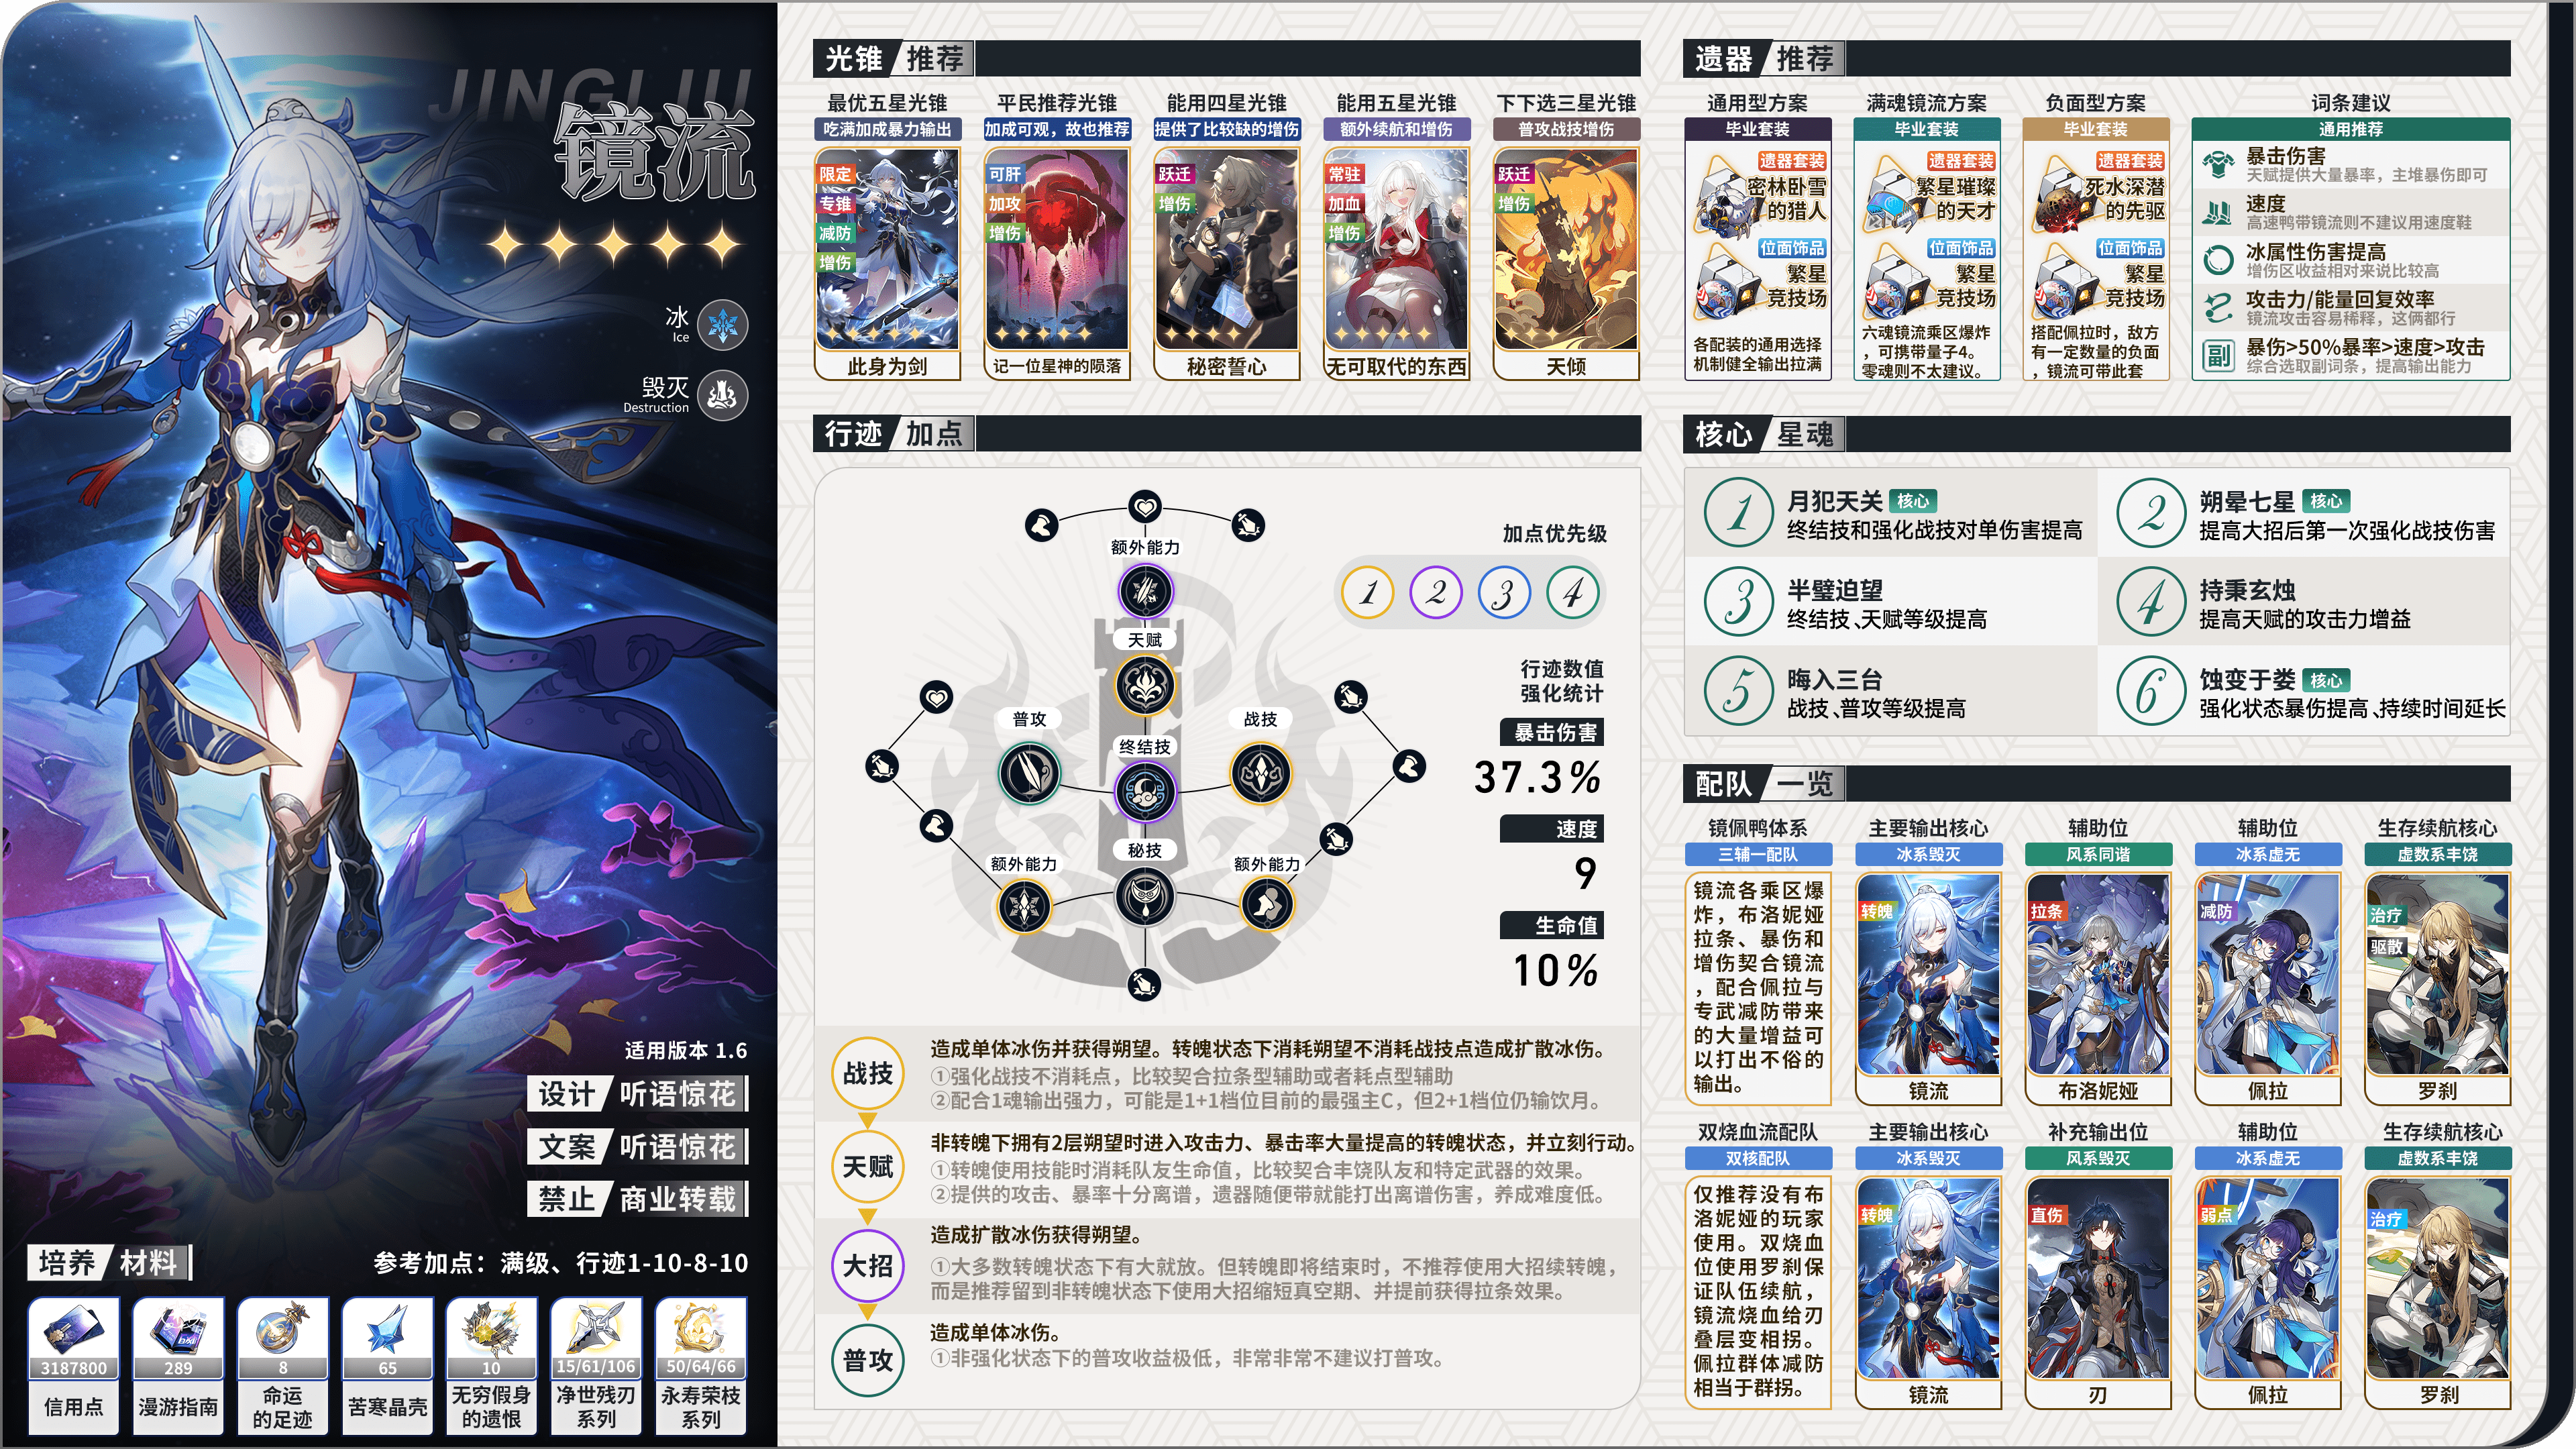 JINGLIU
镜流
冰
Ice
毁灭
Destruction
适用版本 1.6
设计 听语惊花
文案 听语惊花
禁止 商业转载
培养 材料
参考加点：满级、行迹1-10-8-10
3187800
信用点
289
漫游指南
8
命运
的足迹
65
苦寒晶壳
10
无穷假身
的遗恨
15/61/106
净世残刃
系列
50/64/66
永寿荣枝
系列
光锥 推荐
最优五星光锥
吃满加成暴力输出
限定
专锥
减防
增伤
此身为剑
平民推荐光锥
加成可观，故也推荐
可肝
加攻
增伤
记一位星神的陨落
能用四星光锥
提供了比较缺的增伤
跃迁
增伤
秘密誓心
能用五星光锥
额外续航和增伤
常驻
加血
增伤
无可取代的东西
下下选三星光锥
普攻战技增伤
跃迁
增伤
天倾
行迹 加点
额外能力
天赋
普攻
战技
终结技
秘技
额外能力
额外能力
加点优先级
1 2 3 4
行迹数值
强化统计
暴击伤害
37.3%
速度
9
生命值
10%
战技
造成单体冰伤并获得朔望。转魄状态下消耗朔望不消耗战技点造成扩散冰伤。
①强化战技不消耗点，比较契合拉条型辅助或者耗点型辅助
②配合1魂输出强力，可能是1+1档位目前的最强主C，但2+1档位仍输饮月。
天赋
非转魄下拥有2层朔望时进入攻击力、暴击率大量提高的转魄状态，并立刻行动。
①转魄使用技能时消耗队友生命值，比较契合丰饶队友和特定武器的效果。
②提供的攻击、暴率十分离谱，遗器随便带就能打出离谱伤害，养成难度低。
大招
造成扩散冰伤获得朔望。
①大多数转魄状态下有大就放。但转魄即将结束时，不推荐使用大招续转魄，
而是推荐留到非转魄状态下使用大招缩短真空期、并提前获得拉条效果。
普攻
造成单体冰伤。
①非强化状态下的普攻收益极低，非常非常不建议打普攻。
遗器 推荐
通用型方案
毕业套装
遗器套装
密林卧雪
的猎人
位面饰品
繁星
竞技场
各配装的通用选择
机制健全输出拉满
满魂镜流方案
毕业套装
遗器套装
繁星璀璨
的天才
位面饰品
繁星
竞技场
六魂镜流乘区爆炸
，可携带量子4。
零魂则不太建议。
负面型方案
毕业套装
遗器套装
死水深潜
的先驱
位面饰品
繁星
竞技场
搭配佩拉时，敌方
有一定数量的负面
，镜流可带此套
词条建议
通用推荐
暴击伤害
天赋提供大量暴率，主堆暴伤即可
速度
高速鸭带镜流则不建议用速度鞋
冰属性伤害提高
增伤区收益相对来说比较高
攻击力/能量回复效率
镜流攻击容易稀释，这俩都行
副
暴伤>50%暴率>速度>攻击
综合选取副词条，提高输出能力
核心 星魂
1
月犯天关 核心
终结技和强化战技对单伤害提高
2
朔晕七星 核心
提高大招后第一次强化战技伤害
3
半璧迫望
终结技、天赋等级提高
4
持秉玄烛
提高天赋的攻击力增益
5
晦入三台
战技、普攻等级提高
6
蚀变于娄 核心
强化状态暴伤提高、持续时间延长
配队 一览
镜佩鸭体系
三辅一配队
镜流各乘区爆
炸，布洛妮娅
拉条、暴伤和
增伤契合镜流
，配合佩拉与
专武减防带来
的大量增益可
以打出不俗的
输出。
主要输出核心
冰系毁灭
转魄
镜流
辅助位
风系同谐
拉条
布洛妮娅
辅助位
冰系虚无
减防
佩拉
生存续航核心
虚数系丰饶
治疗
驱散
罗刹
双烧血流配队
双核配队
仅推荐没有布
洛妮娅的玩家
使用。双烧血
位使用罗刹保
证队伍续航，
镜流烧血给刃
叠层变相拐。
佩拉群体减防
相当于群拐。
主要输出核心
冰系毁灭
转魄
镜流
补充输出位
风系毁灭
直伤
刃
辅助位
冰系虚无
弱点
佩拉
生存续航核心
虚数系丰饶
治疗
罗刹